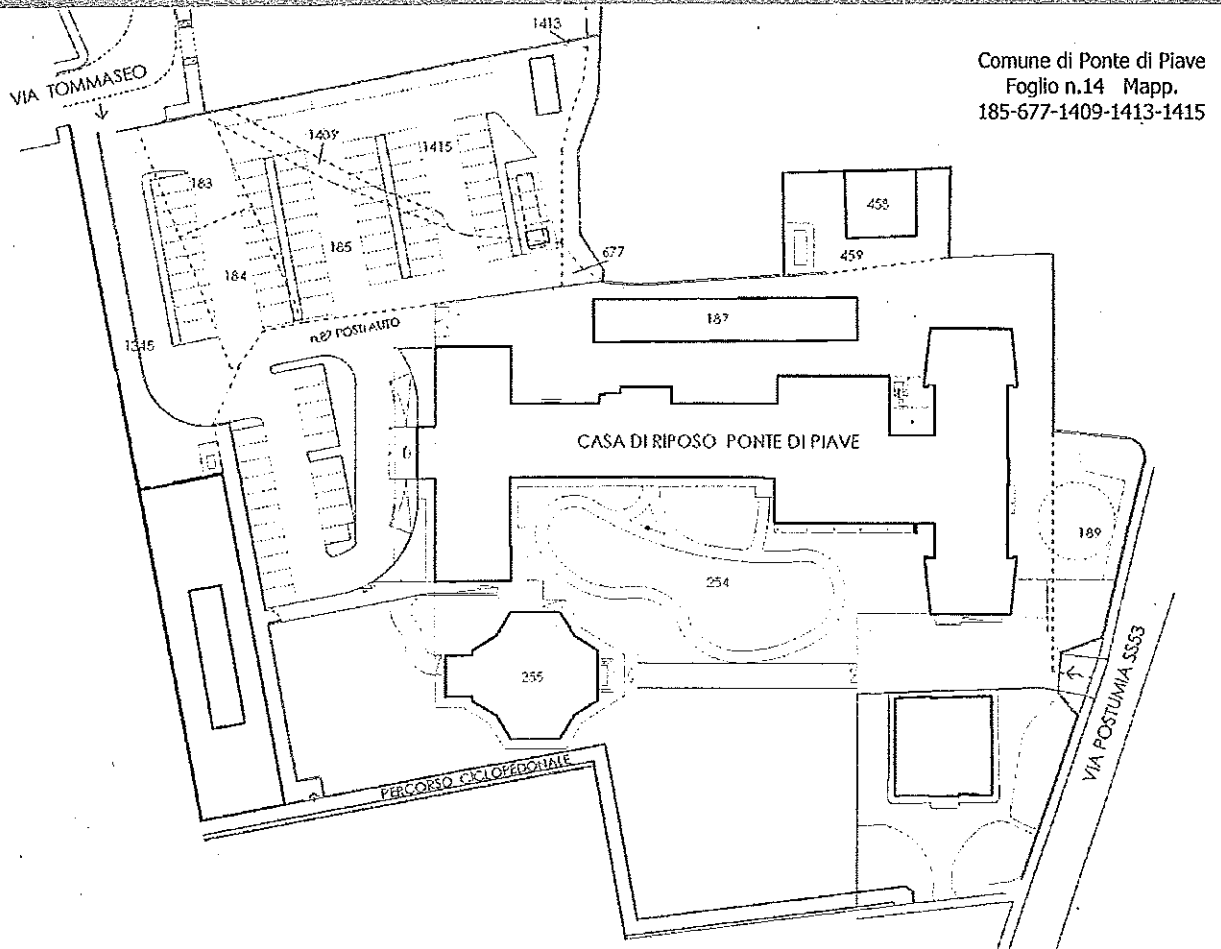 1413
Comune di Ponte di Piave
Foglio n.14 Mapp.
185-677-1409-1413-1415
VIA TOMMASEO
1409
1415
183
458
185
459
677
184
187
n.87 POSTI AUTO
1345
CASA DI RIPOSO PONTE DI PIAVE
189
254
255
VIA POSTUMIA SS53
PERCORSO CICLOPEDONALE